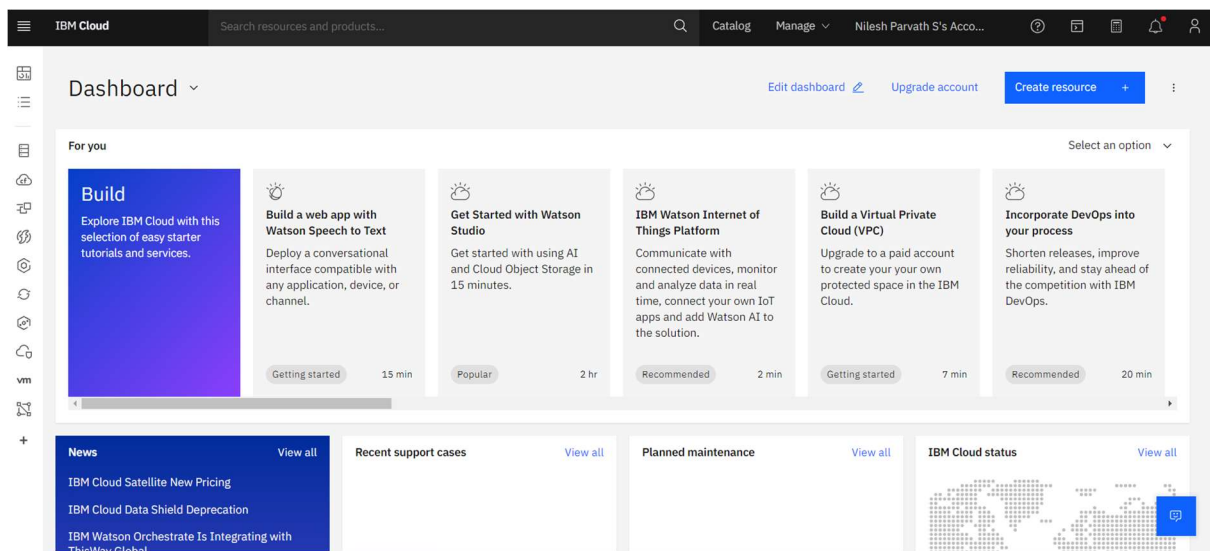 IBM Cloud
Search resources and products...
Catalog
Manage
Nilesh Parvath S's Acco...
Dashboard
Edit dashboard
Upgrade account
Create resource +
For you
Select an option
Build
Explore IBM Cloud with this
selection of easy starter
tutorials and services.
Build a web app with
Watson Speech to Text
Deploy a conversational
interface compatible with
any application, device, or
channel.
Getting started 15 min
Get Started with Watson
Studio
Get started with using AI
and Cloud Object Storage in
15 minutes.
Popular 2 hr
IBM Watson Internet of
Things Platform
Communicate with
connected devices, monitor
and analyze data in real
time, connect your own IoT
apps and add Watson AI to
the solution.
Recommended 2 min
Build a Virtual Private
Cloud (VPC)
Upgrade to a paid account
to create your your own
protected space in the IBM
Cloud.
Getting started 7 min
Incorporate DevOps into
your process
Shorten releases, improve
reliability, and stay ahead of
the competition with IBM
DevOps.
Recommended 20 min
vm
News View all
IBM Cloud Satellite New Pricing
IBM Cloud Data Shield Deprecation
IBM Watson Orchestrate Is Integrating with
ThisWay Global
Recent support cases View all
Planned maintenance View all
IBM Cloud status View all